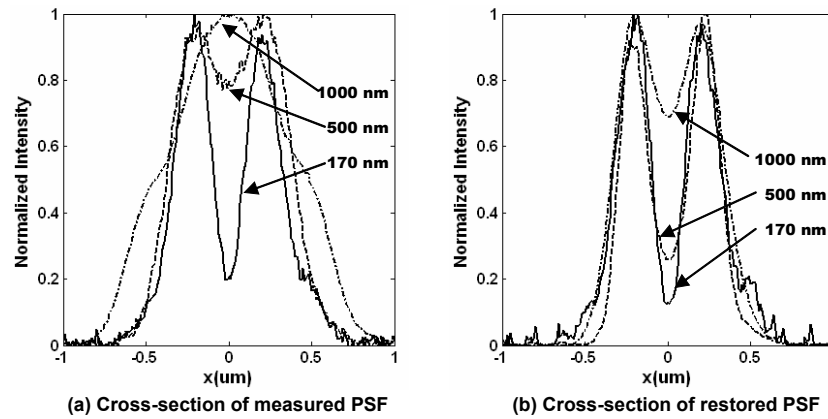 1
0.8
0.6
0.4
0.2
0
-1
-0.5
0
0.5
1
Normalized Intensity
x(um)
1000 nm
500 nm
170 nm
(a) Cross-section of measured PSF
1
0.8
0.6
0.4
0.2
0
-1
-0.5
0
0.5
1
Normalized Intensity
x(um)
1000 nm
500 nm
170 nm
(b) Cross-section of restored PSF